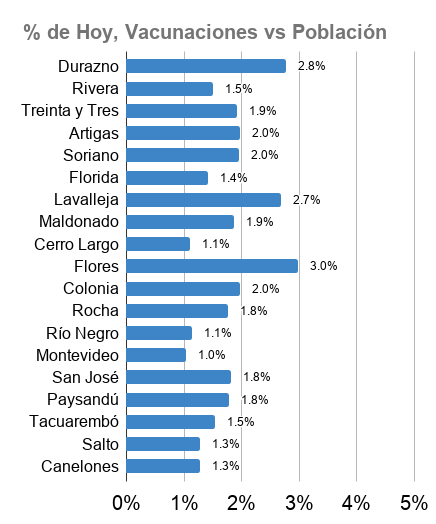 % de Hoy, Vacunaciones vs Población
Durazno 2.8%
Rivera 1.5%
Treinta y Tres 1.9%
Artigas 2.0%
Soriano 2.0%
Florida 1.4%
Lavalleja 2.7%
Maldonado 1.9%
Cerro Largo 1.1%
Flores 3.0%
Colonia 2.0%
Rocha 1.8%
Río Negro 1.1%
Montevideo 1.0%
San José 1.8%
Paysandú 1.8%
Tacuarembó 1.5%
Salto 1.3%
Canelones 1.3%
0% 1% 2% 3% 4% 5%